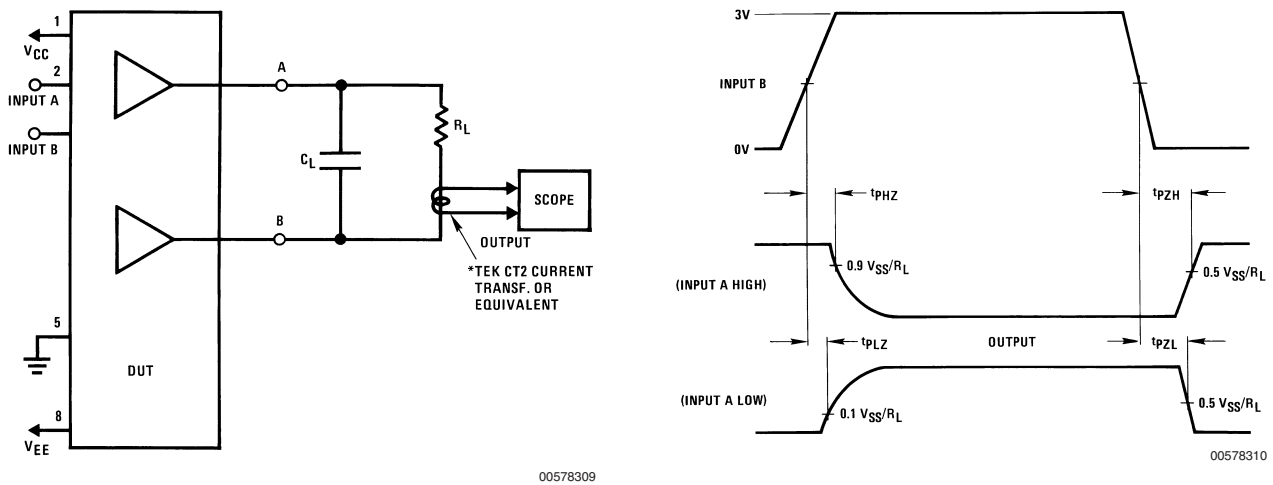 1
VCC
2
INPUT A
INPUT B
5
DUT
8
VEE
A
CL
RL
B
SCOPE
OUTPUT
*TEK CT2 CURRENT
TRANSF. OR
EQUIVALENT
00578309
3V
INPUT B
0V
tPHZ
tPZH
0.9 VSS/RL
0.5 VSS/RL
(INPUT A HIGH)
tPLZ
OUTPUT
tPZL
(INPUT A LOW)
0.1 VSS/RL
0.5 VSS/RL
00578310